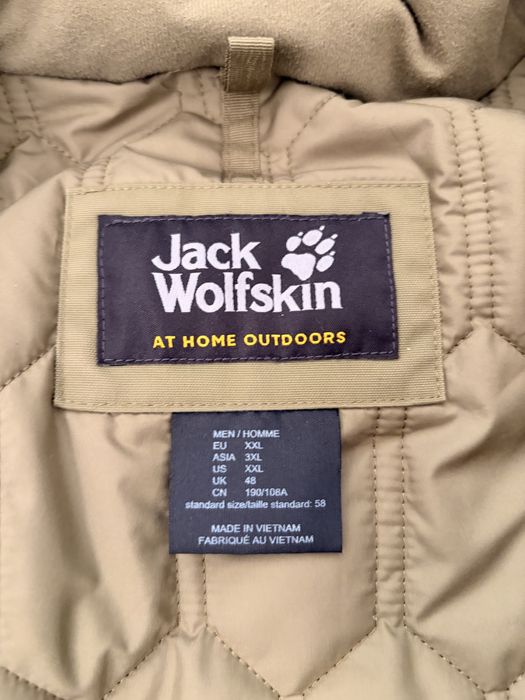 Jack
Wolfskin
AT HOME OUTDOORS
MEN / HOMME
EU XXL
ASIA 3XL
US XXL
UK 48
CN 190/108A
standard size/taille standard: 58
MADE IN VIETNAM
FABRIQUÉ AU VIETNAM